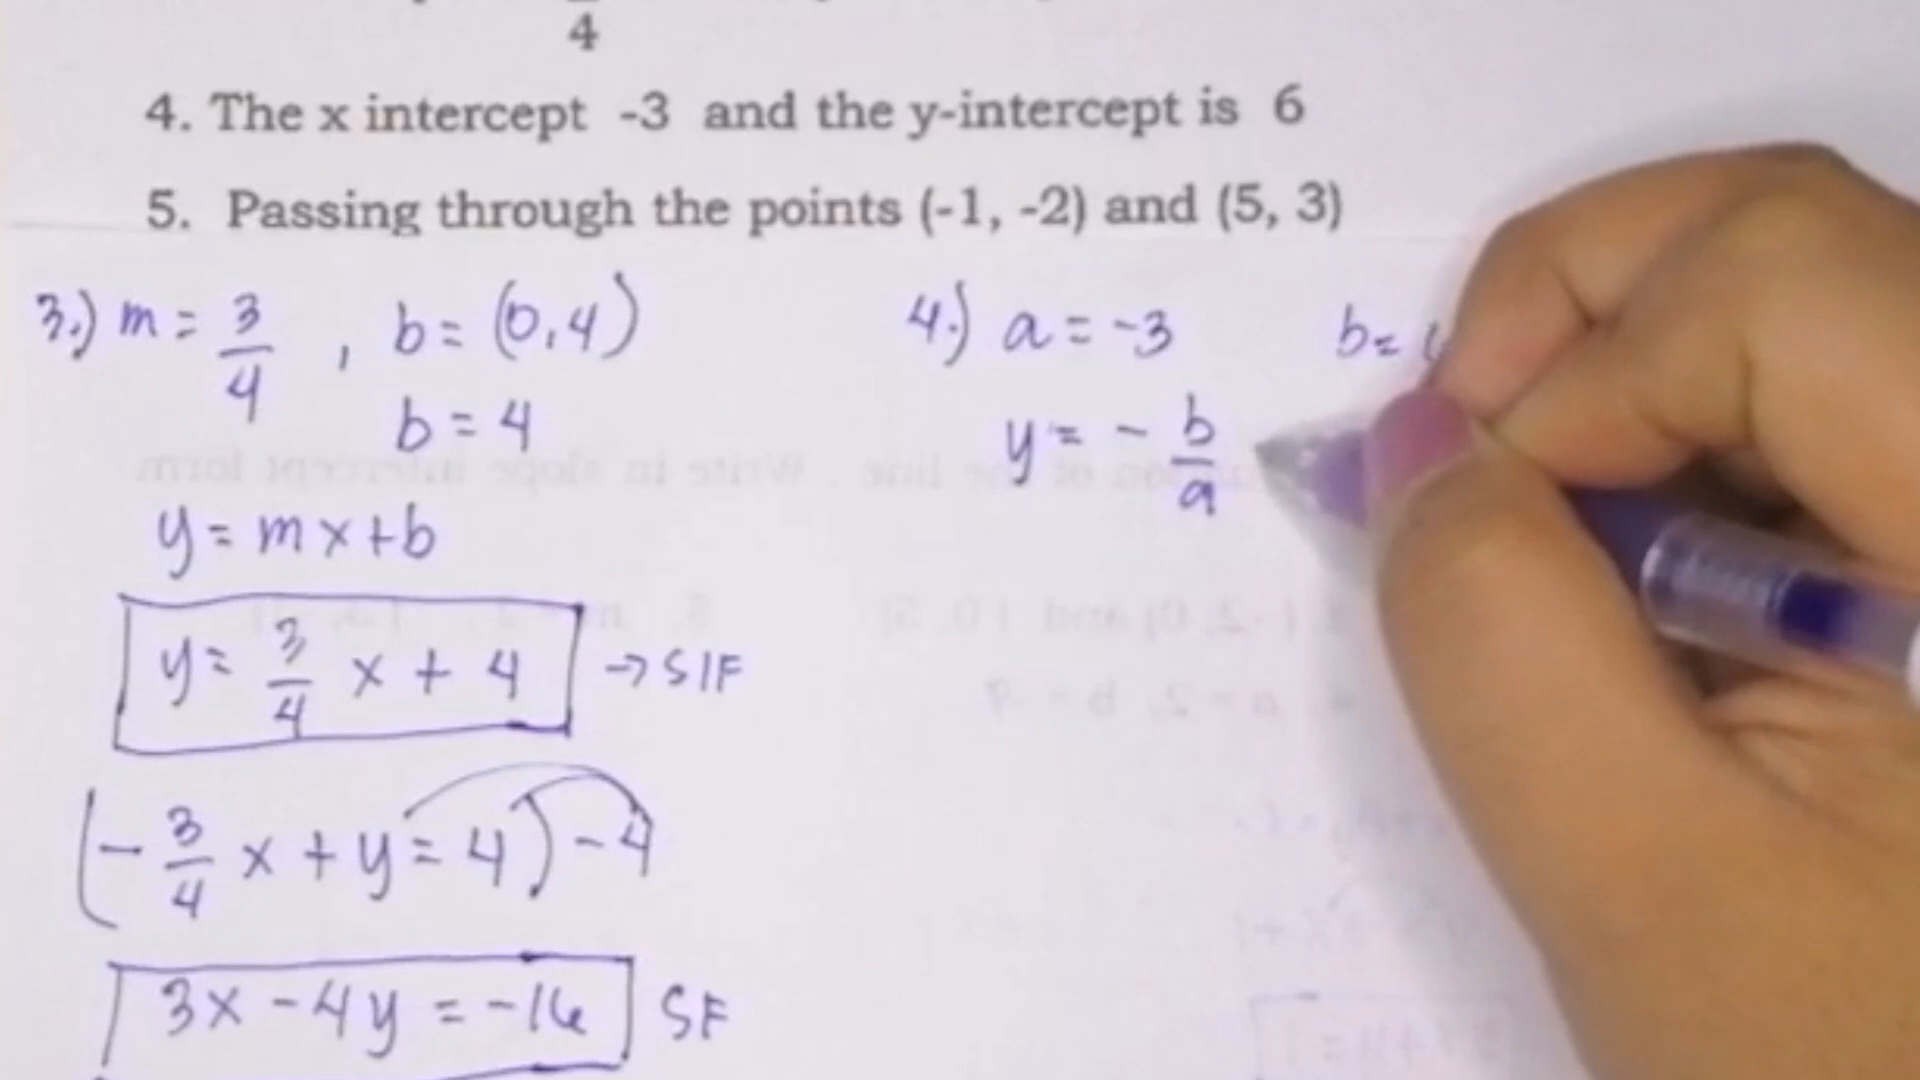 4
4. The x intercept -3 and the y-intercept is 6
5. Passing through the points (-1, -2) and (5, 3)
3.) m = 3/4 , b = (0,4)
b = 4
y = mx+b
y = 3/4 x + 4 → SIF
(- 3/4 x + y = 4) -4
3x - 4y = -16 SF
4.) a = -3 b=
y = - b/a